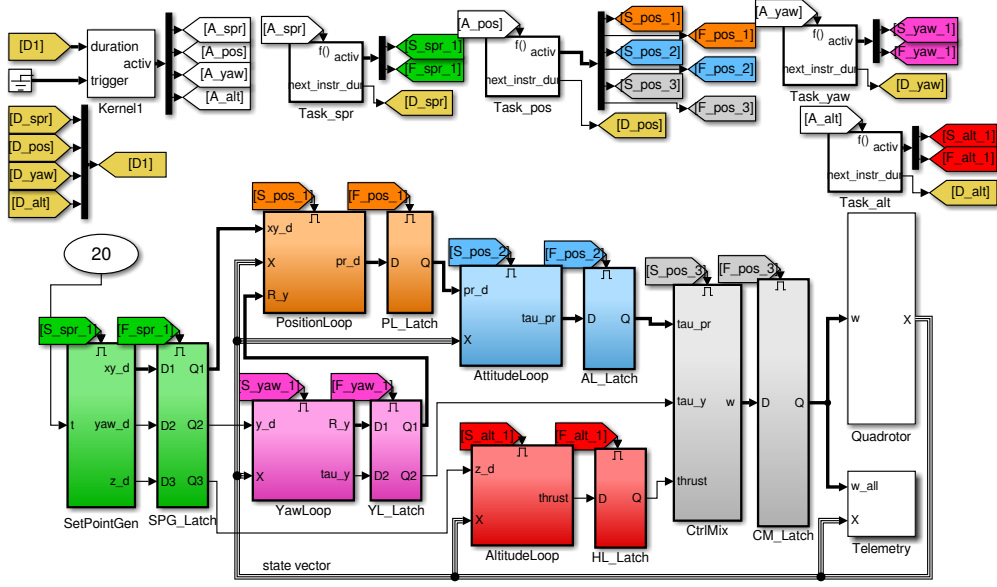 [D1]
duration
activ
trigger
Kernel1
[A_spr]
[A_pos]
[A_yaw]
[A_alt]
[A_spr]
f()
activ
next_instr_dur
Task_spr
[S_spr_1]
[F_spr_1]
[D_spr]
[A_pos]
f()
activ
next_instr_dur
Task_pos
[S_pos_1]
[F_pos_1]
[S_pos_2]
[F_pos_2]
[S_pos_3]
[F_pos_3]
[D_pos]
[A_yaw]
f()
activ
next_instr_dur
Task_yaw
[S_yaw_1]
[F_yaw_1]
[D_yaw]
[A_alt]
f()
activ
next_instr_dur
Task_alt
[S_alt_1]
[F_alt_1]
[D_alt]
[D_spr]
[D_pos]
[D_yaw]
[D_alt]
[D1]
20
[S_spr_1]
t
xy_d
yaw_d
z_d
SetPointGen
[F_spr_1]
D1
Q1
D2
Q2
D3
Q3
SPG_Latch
[S_pos_1]
xy_d
X
pr_d
R_y
PositionLoop
[F_pos_1]
D
Q
PL_Latch
[S_yaw_1]
y_d
R_y
X
tau_y
YawLoop
[F_yaw_1]
D1
Q1
D2
Q2
YL_Latch
[S_pos_2]
pr_d
tau_pr
X
AttitudeLoop
[F_pos_2]
D
Q
AL_Latch
[S_alt_1]
z_d
thrust
X
AltitudeLoop
[F_alt_1]
D
Q
HL_Latch
[S_pos_3]
tau_pr
tau_y
w
thrust
CtrlMix
[F_pos_3]
D
Q
CM_Latch
w
X
Quadrotor
w_all
X
Telemetry
state vector